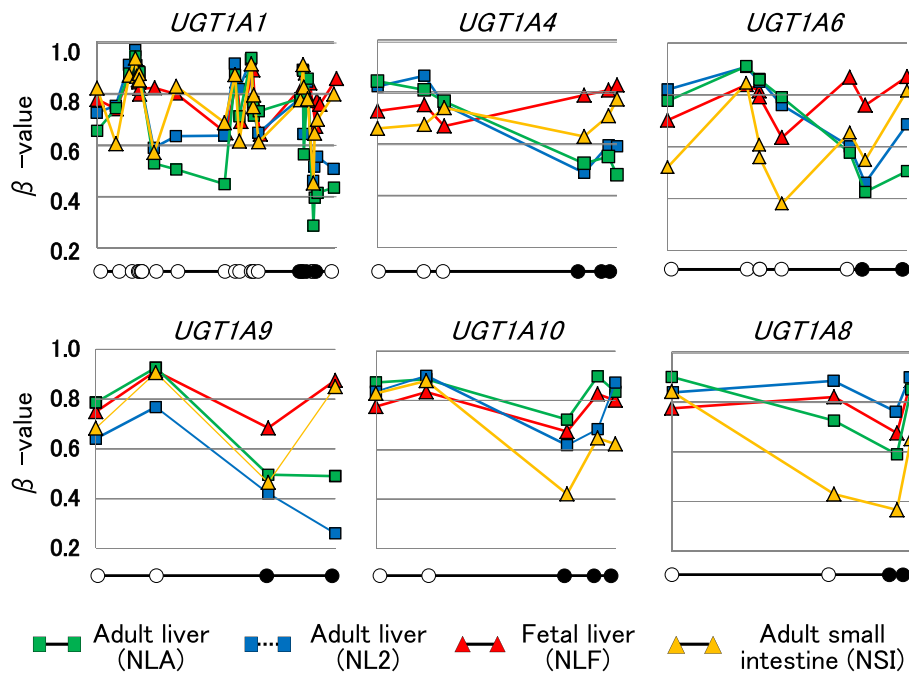 UGT1A1
UGT1A4
UGT1A6
1.0
0.8
0.6
0.4
0.2
β -value
UGT1A9
UGT1A10
UGT1A8
1.0
0.8
0.6
0.4
0.2
β -value
Adult liver
(NLA)
Adult liver
(NL2)
Fetal liver
(NLF)
Adult small
intestine (NSI)